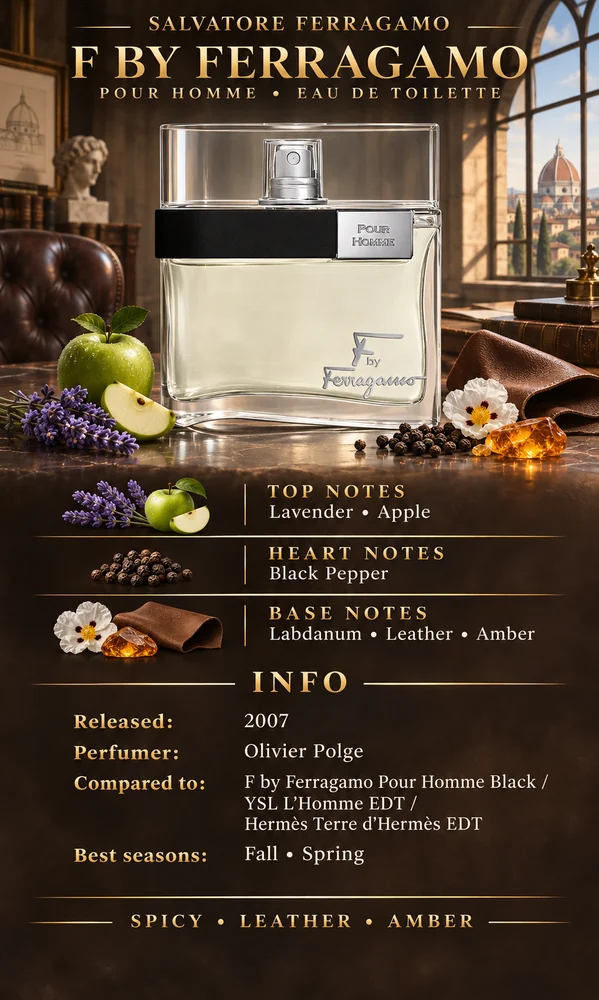 SALVATORE FERRAGAMO
F BY FERRAGAMO
POUR HOMME • EAU DE TOILETTE
POUR
HOMME
F by
Ferragamo
TOP NOTES
Lavender • Apple
HEART NOTES
Black Pepper
BASE NOTES
Labdanum • Leather • Amber
INFO
Released: 2007
Perfumer: Olivier Polge
Compared to: F by Ferragamo Pour Homme Black /
YSL L’Homme EDT /
Hermès Terre d’Hermès EDT
Best seasons: Fall • Spring
SPICY • LEATHER • AMBER